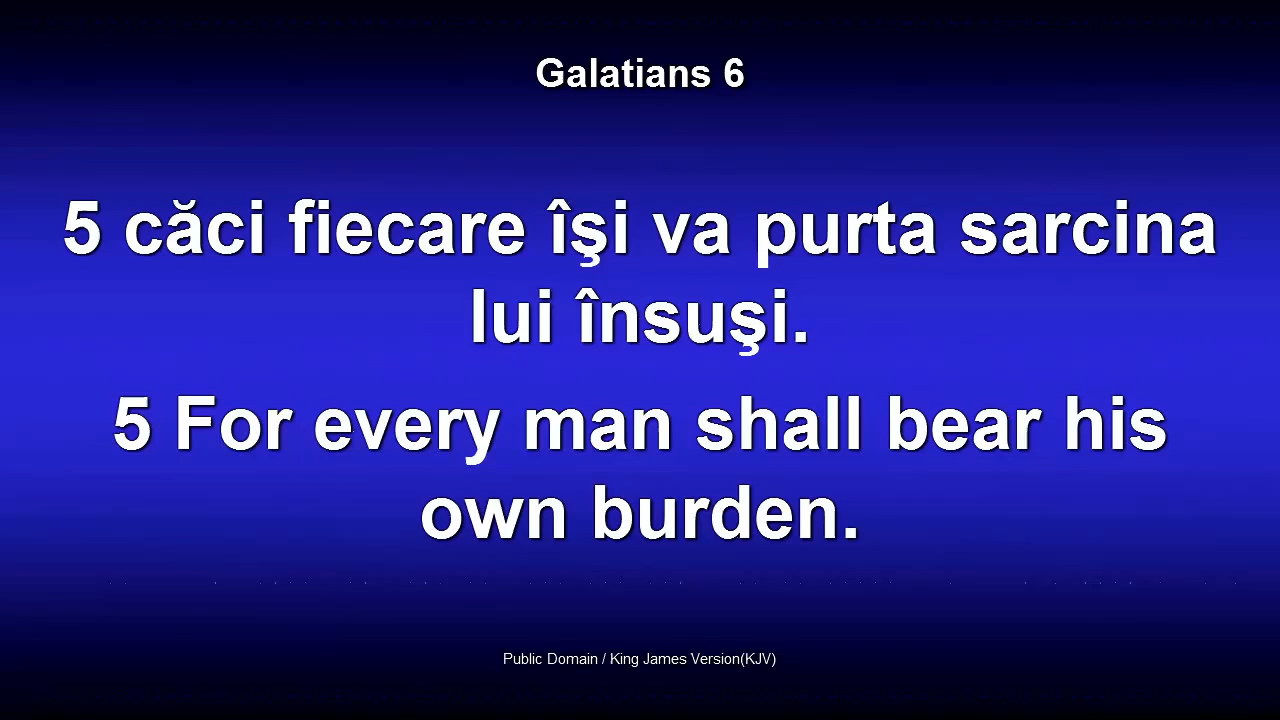 Galatians 6
5 căci fiecare îşi va purta sarcina
lui însuşi.
5 For every man shall bear his
own burden.
Public Domain / King James Version(KJV)